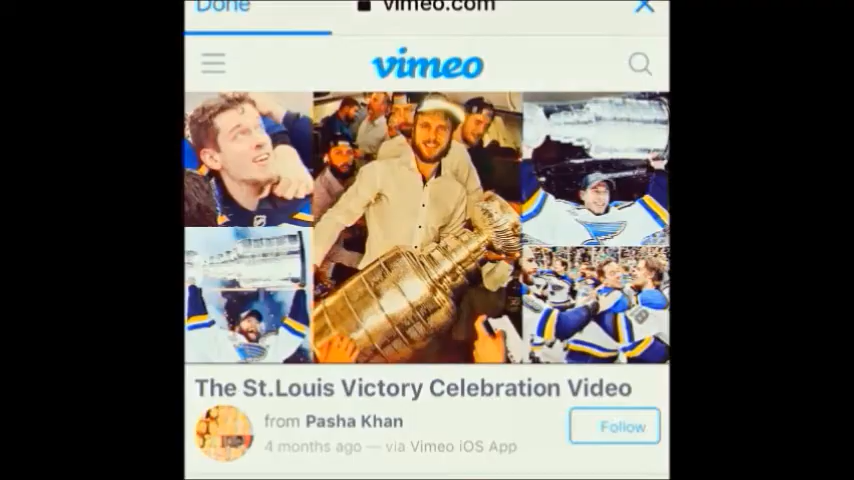 Done
vimeo.com
vimeo
The St.Louis Victory Celebration Video
from Pasha Khan
Follow
4 months ago — via Vimeo iOS App